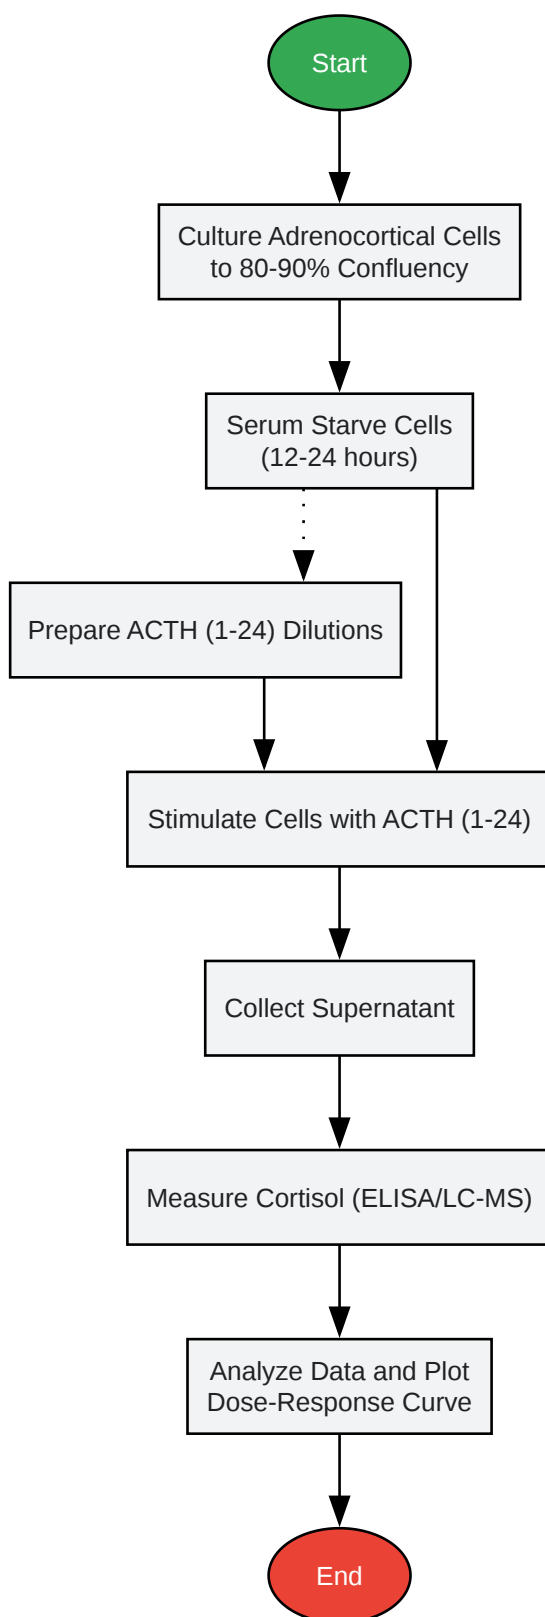 Start
Culture Adrenocortical Cells
to 80-90% Confluency
Serum Starve Cells
(12-24 hours)
Prepare ACTH (1-24) Dilutions
Stimulate Cells with ACTH (1-24)
Collect Supernatant
Measure Cortisol (ELISA/LC-MS)
Analyze Data and Plot
Dose-Response Curve
End